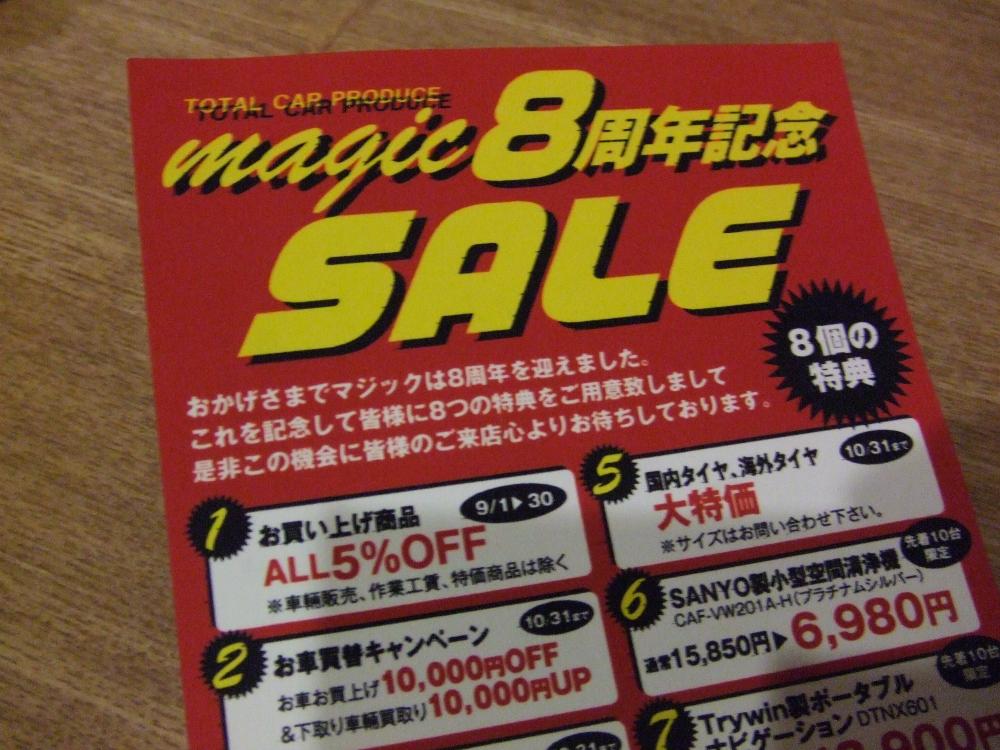 TOTAL CAR PRODUCE
magic 8周年記念
SALE
8個の
特典
おかげさまでマジックは8周年を迎えました。
これを記念して皆様に8つの特典をご用意致しまして
是非この機会に皆様のご来店心よりお待ちしております。
1
お買い上げ商品
9/1▶30
ALL5%OFF
※車輛販売、作業工賃、特価商品は除く
2
お車買替キャンペーン
10/31まで
お車お買上げ10,000円OFF
&下取り車輛買取り10,000円UP
5
国内タイヤ、海外タイヤ
10/31まで
大特価
※サイズはお問い合わせ下さい。
6
SANYO製小型空間清浄機
先着10台
限定
CAF-VW201A-H(プラチナムシルバー)
通常15,850円▶6,980円
7
Trywin製ポータブル
先着10台
限定
ナビゲーション DTNX601